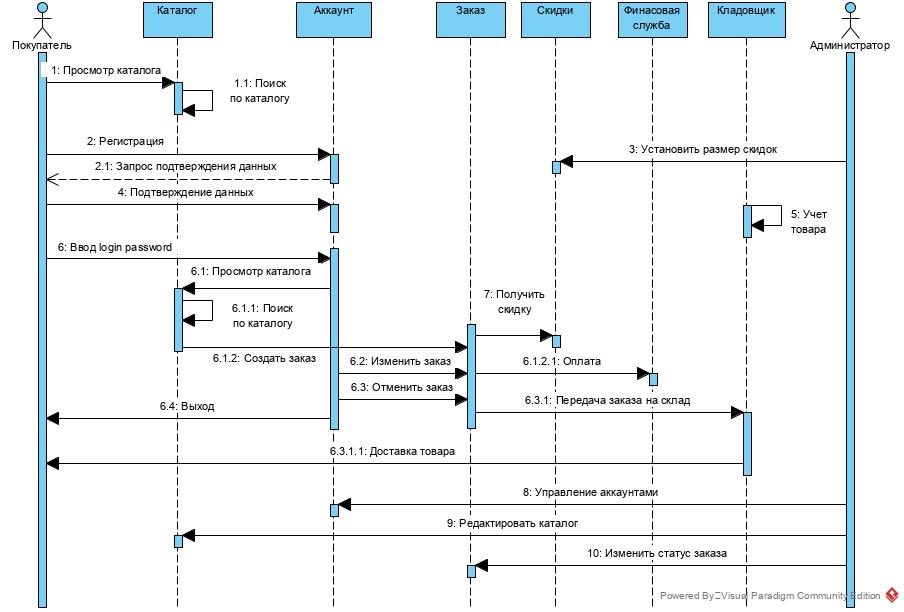 Каталог
Аккаунт
Заказ
Скидки
Финасовая
служба
Кладовщик
Покупатель
Администратор
1: Просмотр каталога
1.1: Поиск
по каталогу
2: Регистрация
3: Установить размер скидок
2.1: Запрос подтверждения данных
4: Подтверждение данных
5: Учет
товара
6: Ввод login password
6.1: Просмотр каталога
7: Получить
скидку
6.1.1: Поиск
по каталогу
6.1.2: Создать заказ
6.2: Изменить заказ
6.1.2.1: Оплата
6.3: Отменить заказ
6.3.1: Передача заказа на склад
6.4: Выход
6.3.1.1: Доставка товара
8: Управление аккаунтами
9: Редактировать каталог
10: Изменить статус заказа
Powered By Visual Paradigm Community Edition